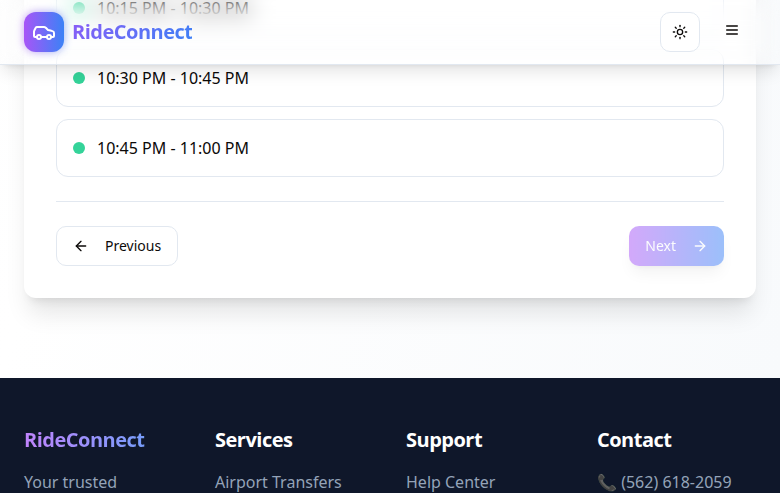 10:15 PM - 10:30 PM
RideConnect
10:30 PM - 10:45 PM
10:45 PM - 11:00 PM
Previous
Next
RideConnect
Services
Support
Contact
Your trusted
Airport Transfers
Help Center
📞 (562) 618-2059